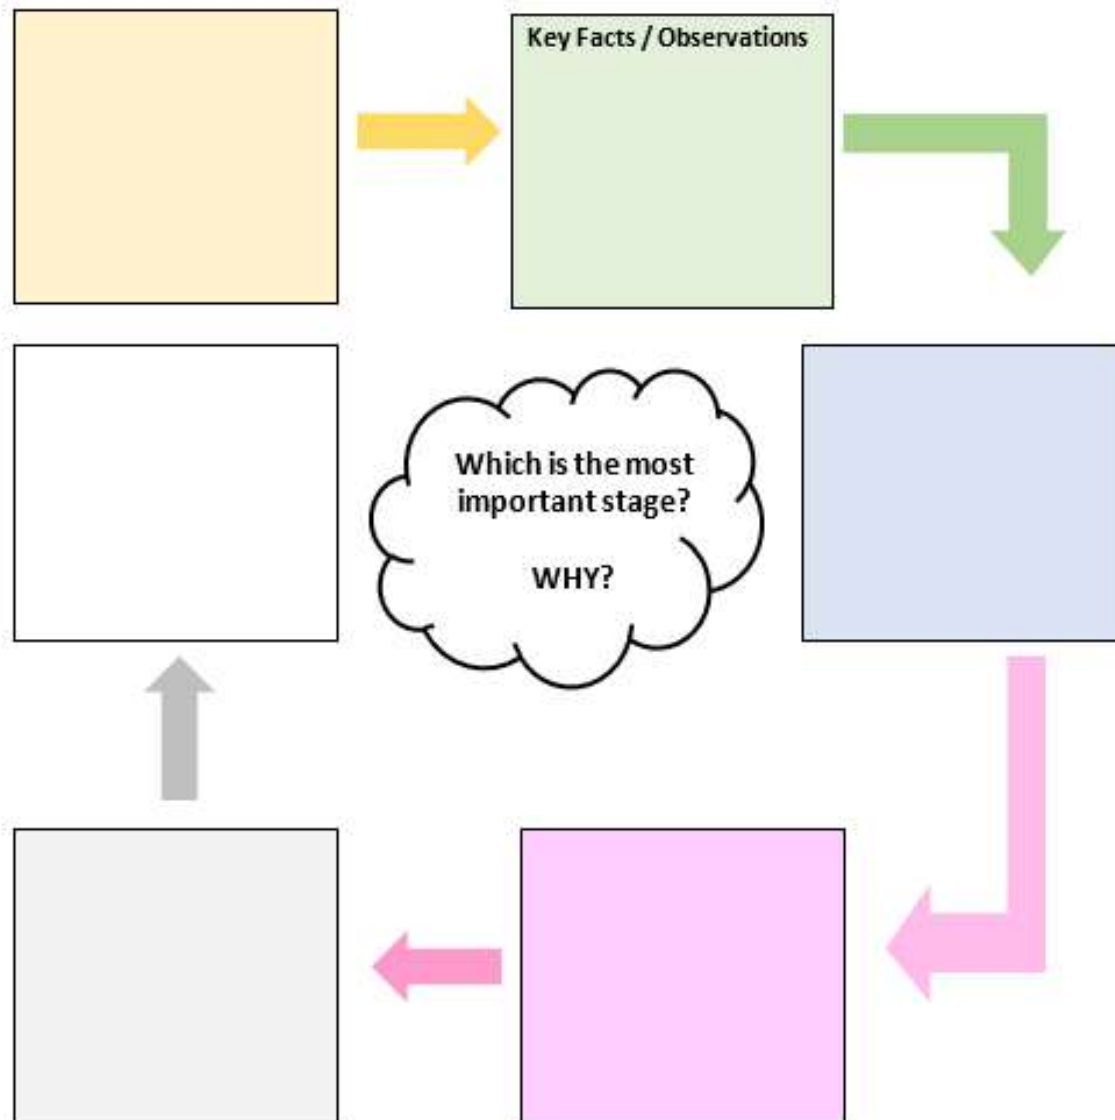 Key Facts / Observations
Which is the most
important stage?
WHY?